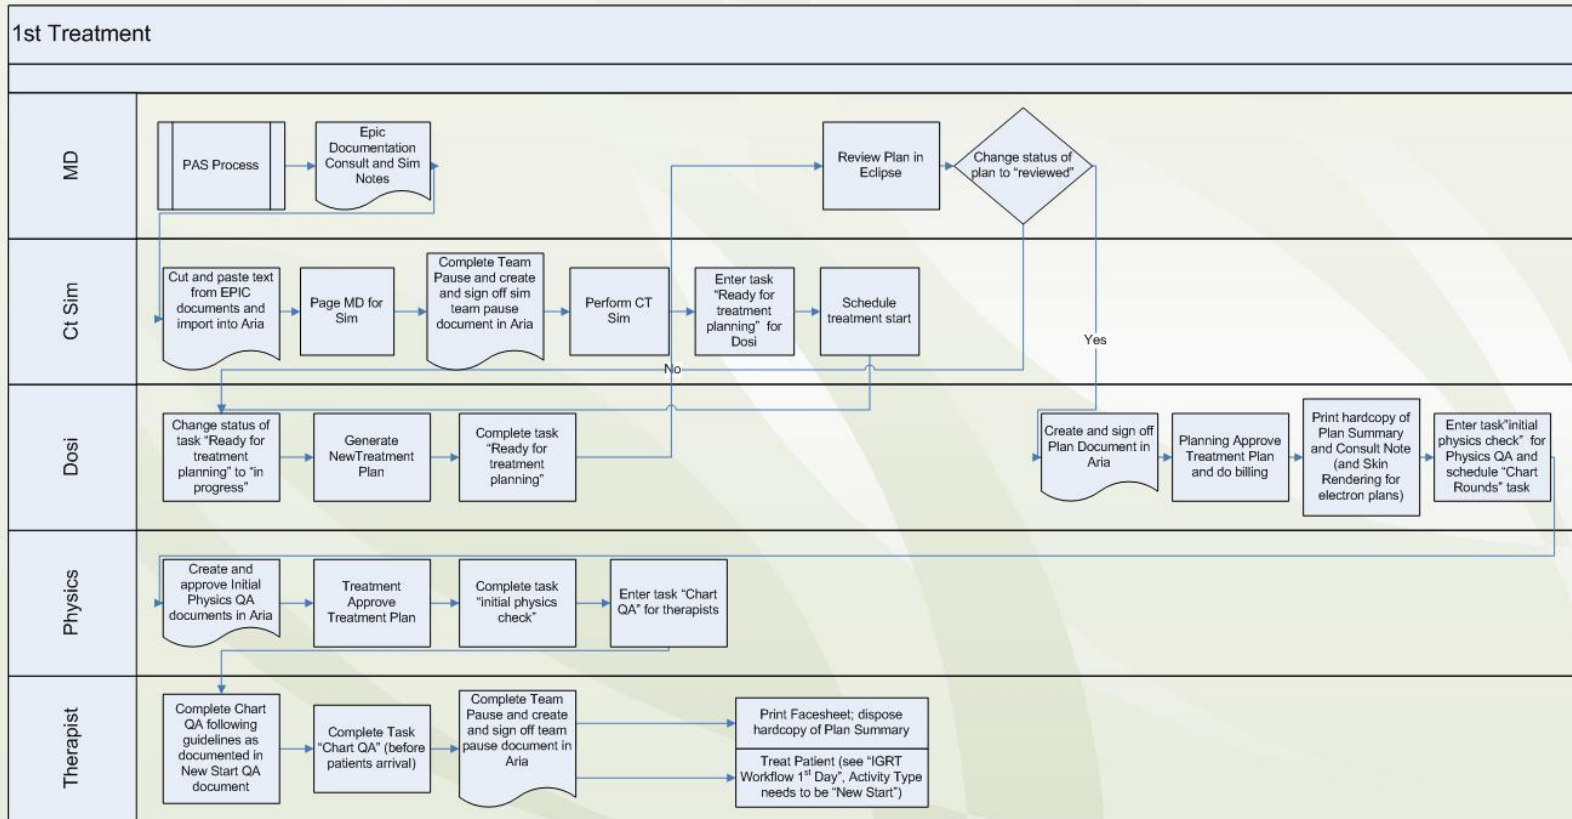 1st Treatment
MD
PAS Process
Epic
Documentation
Consult and Sim
Notes
Review Plan in
Eclipse
Change status of
plan to “reviewed”
Ct Sim
Cut and paste text
from EPIC
documents and
import into Aria
Page MD for
Sim
Complete Team
Pause and create
and sign off sim
team pause
document in Aria
Perform CT
Sim
Enter task
“Ready for
treatment
planning” for
Dosi
Schedule
treatment start
Yes
No
Dosi
Change status of
task “Ready for
treatment
planning” to “in
progress”
Generate
NewTreatment
Plan
Complete task
“Ready for
treatment
planning”
Create and sign off
Plan Document in
Aria
Planning Approve
Treatment Plan
and do billing
Print hardcopy of
Plan Summary
and Consult Note
(and Skin
Rendering for
electron plans)
Enter task“initial
physics check” for
Physics QA and
schedule “Chart
Rounds” task
Physics
Create and
approve Initial
Physics QA
documents in Aria
Treatment
Approve
Treatment Plan
Complete task
“initial physics
check”
Enter task “Chart
QA” for therapists
Therapist
Complete Chart
QA following
guidelines as
documented in
New Start QA
document
Complete Task
“Chart QA” (before
patients arrival)
Complete Team
Pause and create
and sign off team
pause document in
Aria
Print Facesheet; dispose
hardcopy of Plan Summary
Treat Patient (see “IGRT
Workflow 1st Day”, Activity Type
needs to be “New Start”)